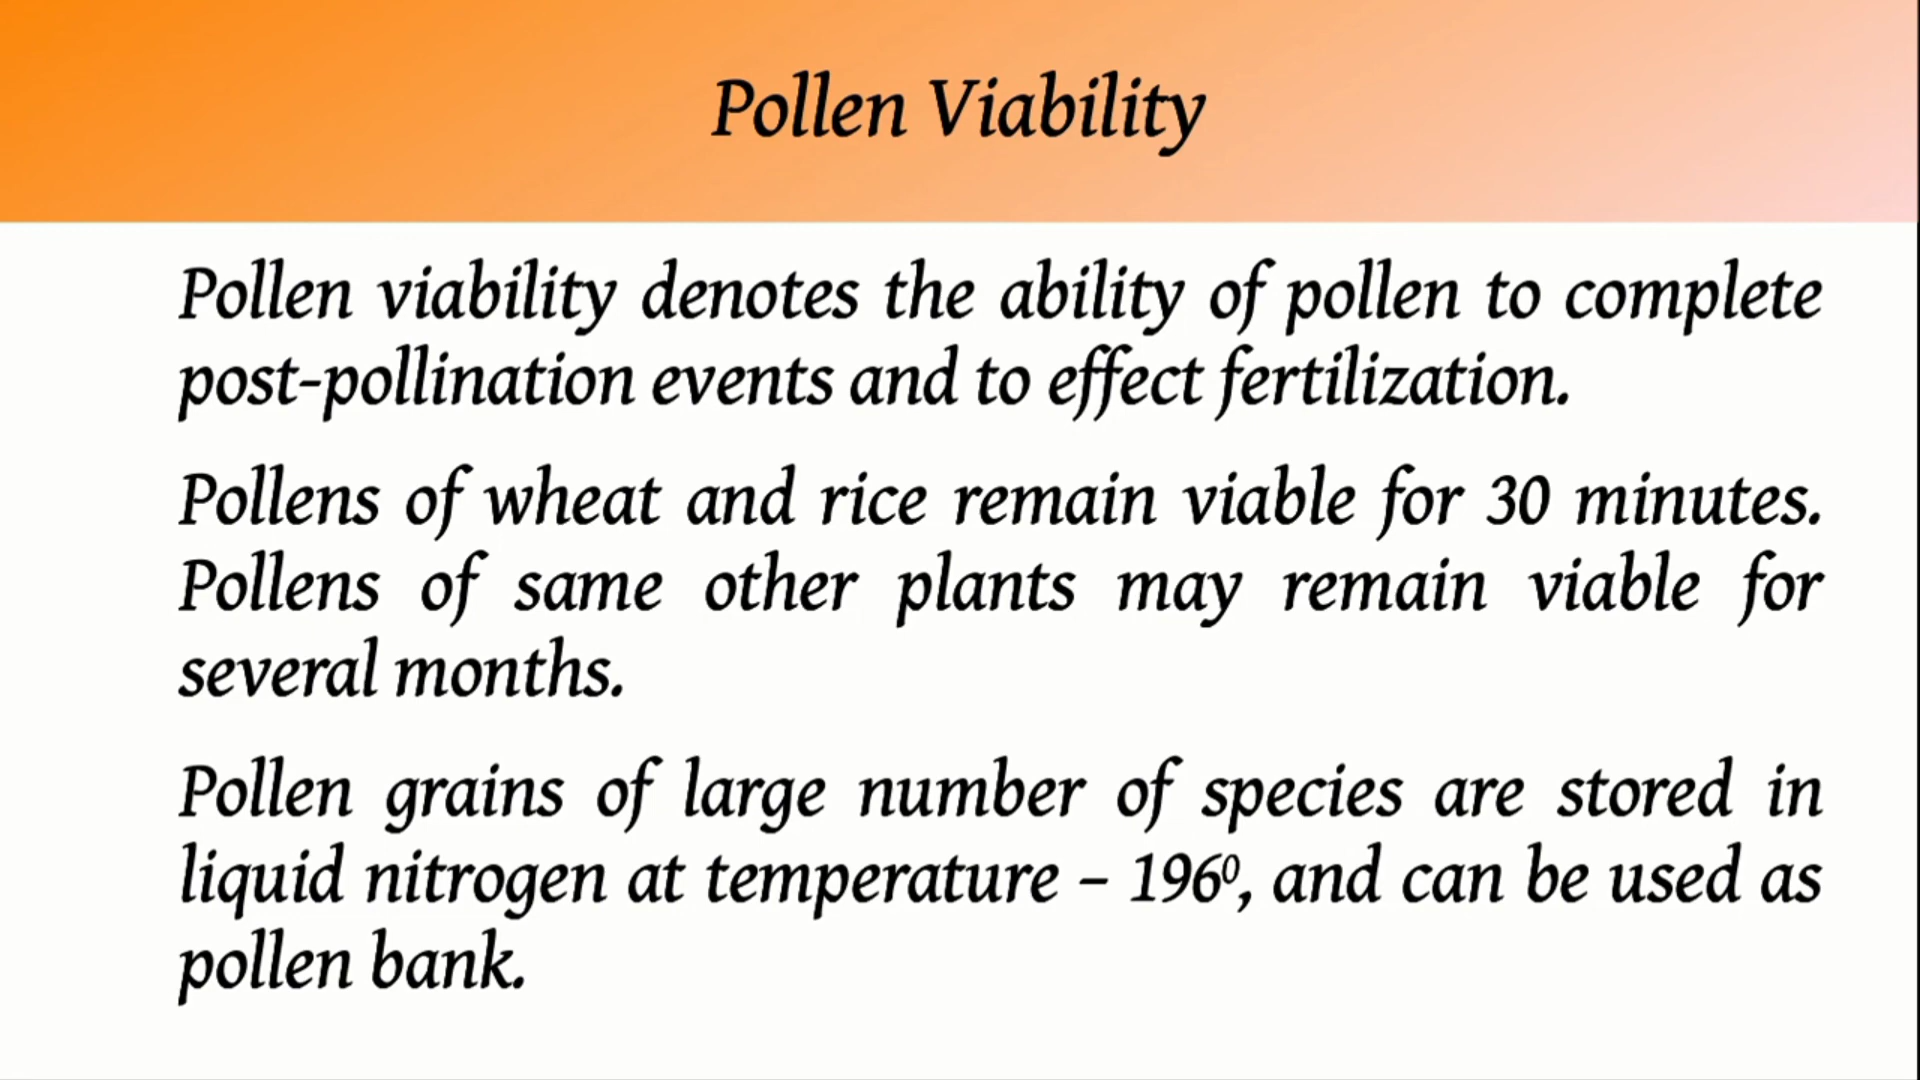 Pollen Viability
Pollen viability denotes the ability of pollen to complete
post-pollination events and to effect fertilization.
Pollens of wheat and rice remain viable for 30 minutes.
Pollens of same other plants may remain viable for
several months.
Pollen grains of large number of species are stored in
liquid nitrogen at temperature – 196⁰, and can be used as
pollen bank.